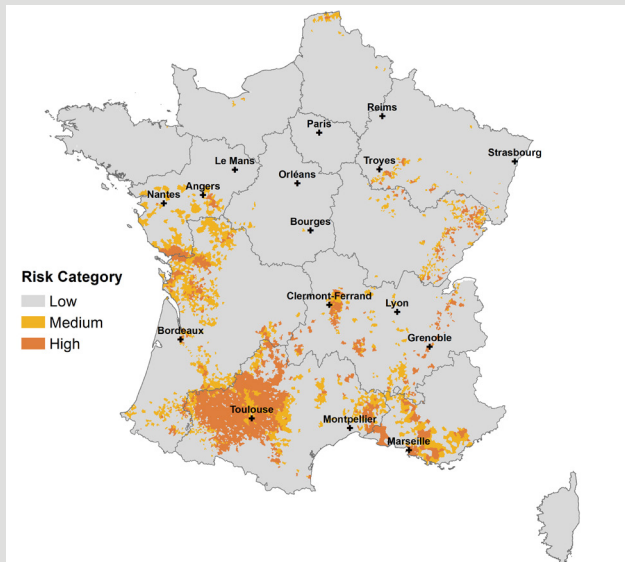 Reims
Paris
Strasbourg
Le Mans
Troyes
Orléans
Angers
Nantes
Bourges
Risk Category
Low
Medium
High
Clermont-Ferrand
Lyon
Bordeaux
Grenoble
Toulouse
Montpellier
Marseille